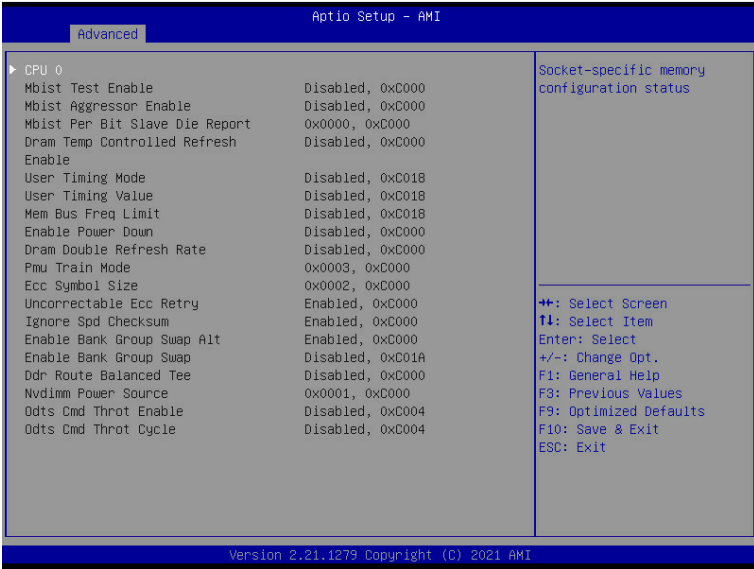 Aptio Setup - AMI
Advanced
CPU 0
Mbist Test Enable Disabled, 0xC000
Mbist Aggressor Enable Disabled, 0xC000
Mbist Per Bit Slave Die Report 0x0000, 0xC000
Dram Temp Controlled Refresh Disabled, 0xC000
Enable
User Timing Mode Disabled, 0xC018
User Timing Value Disabled, 0xC018
Mem Bus Freq Limit Disabled, 0xC018
Enable Power Down Disabled, 0xC000
Dram Double Refresh Rate Disabled, 0xC000
Pmu Train Mode 0x0003, 0xC000
Ecc Symbol Size 0x0002, 0xC000
Uncorrectable Ecc Retry Enabled, 0xC000
Ignore Spd Checksum Enabled, 0xC000
Enable Bank Group Swap Alt Enabled, 0xC000
Enable Bank Group Swap Disabled, 0xC01A
Ddr Route Balanced Tee Disabled, 0xC000
Nvdimm Power Source 0x0001, 0xC000
Odts Cmd Throt Enable Disabled, 0xC004
Odts Cmd Throt Cycle Disabled, 0xC004
Socket-specific memory
configuration status
→←: Select Screen
↑↓: Select Item
Enter: Select
+/-: Change Opt.
F1: General Help
F3: Previous Values
F9: Optimized Defaults
F10: Save & Exit
ESC: Exit
Version 2.21.1279 Copyright (C) 2021 AMI